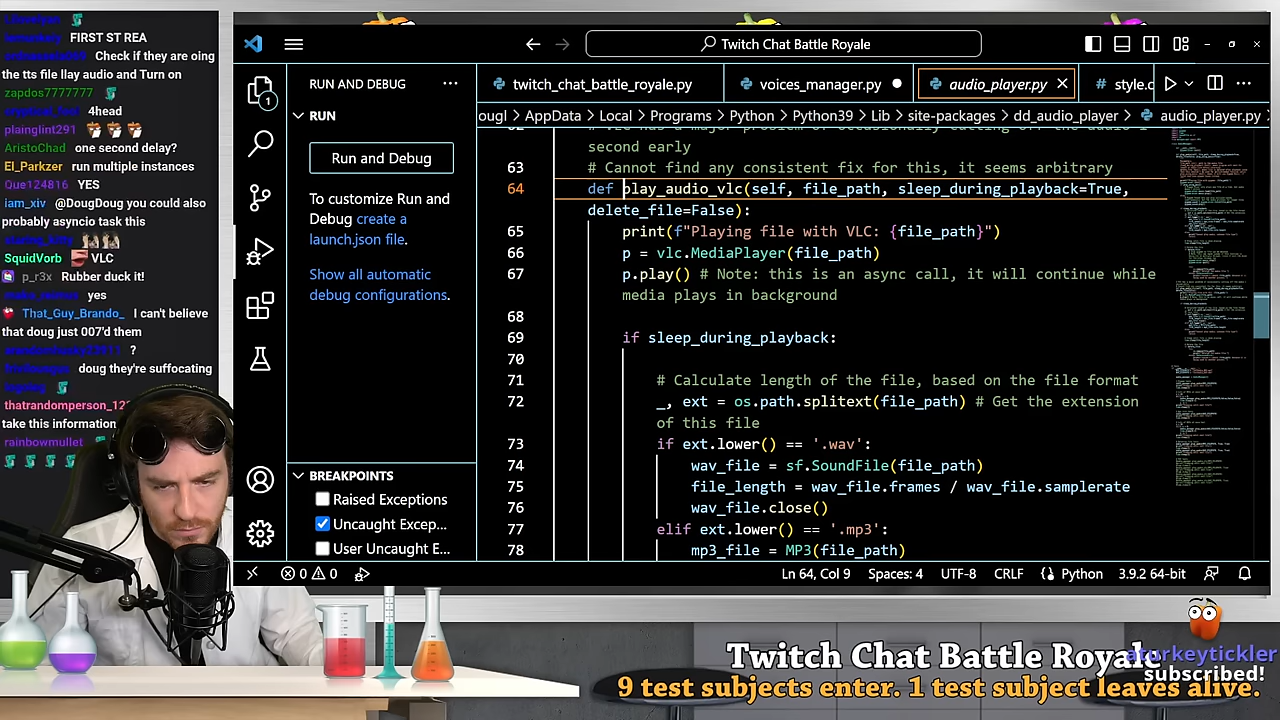 FIRST ST REA
Check if they are oing
the tts file llay audio and Turn on
zapdos7777777
4head
plainglint291
AristoChad one second delay?
El_Parkzer run multiple instances
Que124816 YES
iam_xiv @DougDoug you could also
probably asyncio task this
SquidVorb VLC
p_r3x Rubber duck it!
yes
That_Guy_Brando_ I can't believe
that doug just 007'd them
?
doug they're suffocating
thatrandomperson_12
take this information
rainbowmullet
Twitch Chat Battle Royale
RUN AND DEBUG
RUN
Run and Debug
To customize Run and
Debug create a
launch.json file.
Show all automatic
debug configurations.
BREAKPOINTS
Raised Exceptions
Uncaught Excep...
User Uncaught E...
twitch_chat_battle_royale.py
voices_manager.py
audio_player.py
style.c
ougl > AppData > Local > Programs > Python > Python39 > Lib > site-packages > dd_audio_player > audio_player.py >
second early
63 # Cannot find any consistent fix for this, it seems arbitrary
64 def play_audio_vlc(self, file_path, sleep_during_playback=True,
delete_file=False):
65 print(f"Playing file with VLC: {file_path}")
66 p = vlc.MediaPlayer(file_path)
67 p.play() # Note: this is an async call, it will continue while
media plays in background
68
69 if sleep_during_playback:
70
71 # Calculate length of the file, based on the file format
72 _, ext = os.path.splitext(file_path) # Get the extension
of this file
73 if ext.lower() == '.wav':
74 wav_file = sf.SoundFile(file_path)
75 file_length = wav_file.frames / wav_file.samplerate
76 wav_file.close()
77 elif ext.lower() == '.mp3':
78 mp3_file = MP3(file_path)
0 0 Ln 64, Col 9 Spaces: 4 UTF-8 CRLF Python 3.9.2 64-bit
Twitch Chat Battle Royale
9 test subjects enter. 1 test subject leaves alive.
aturkeytickler
subscribed!